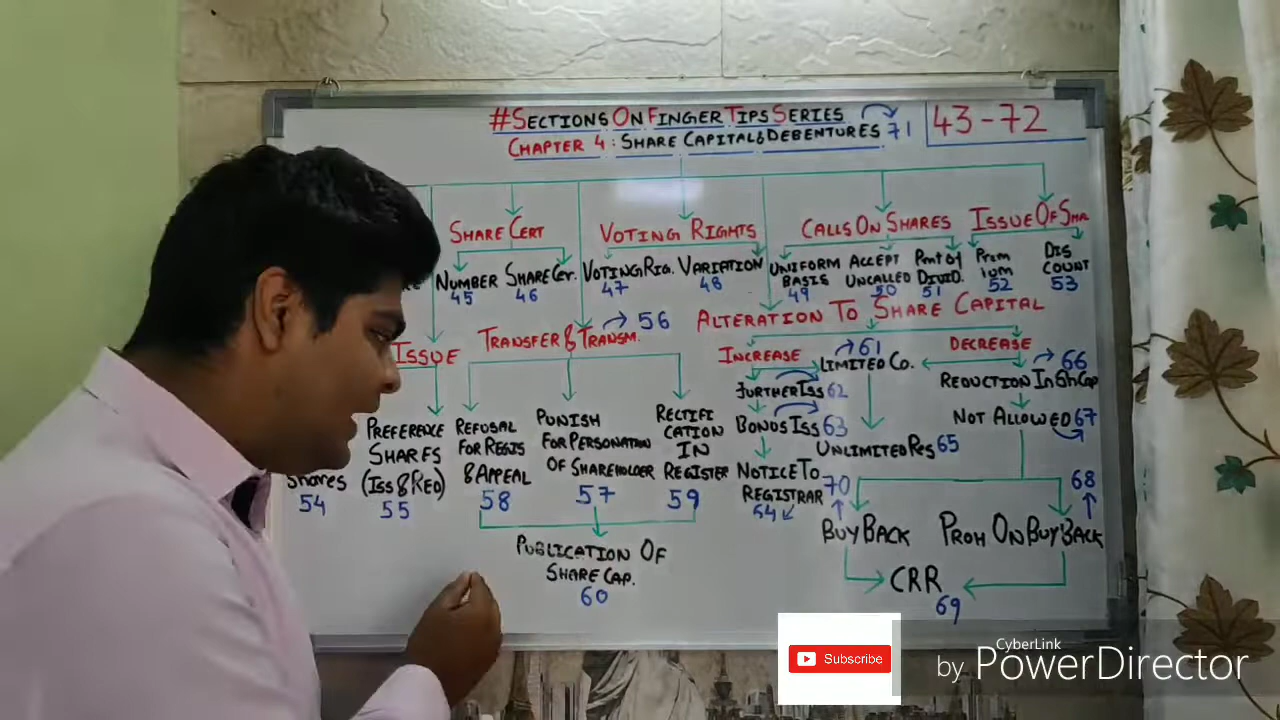 #SECTIONS ON FINGER TIPS SERIES
43-72
CHAPTER 4: SHARE CAPITAL & DEBENTURES 71
SHARE CERT
VOTING RIGHTS
CALLS ON SHARES
ISSUE OF SHA
NUMBER
45
SHARE Cer.
46
VOTING RIG.
47
VARIATION
48
UNIFORM
BASIS
49
ACCEPT
UNCALLED
50
Pmt Of
DIVID.
51
Prem
ium
52
DIS
COUNT
53
ISSUE
TRANSFER & TRANSM. 56
ALTERATION TO SHARE CAPITAL
INCREASE
LIMITED CO. 61
DECREASE
Shares
54
PREFERENCE
SHARES
(ISS & RED)
55
REFUSAL
FOR REGIS
& APPEAL
58
PUNISH
FOR PERSONATION
OF SHAREHOLDER
57
RECTIFI
CATION
IN
REGISTER
59
PUBLICATION OF
SHARE CAP.
60
FURTHER ISS 62
BONUS ISS 63
NOTICE TO
REGISTRAR
64
UNLIMITED RES 65
REDUCTION IN Sh Cap 66
NOT ALLOWED 67
70
BUY BACK
68
PROH ON BUY BACK
CRR
69
Subscribe
CyberLink
by PowerDirector